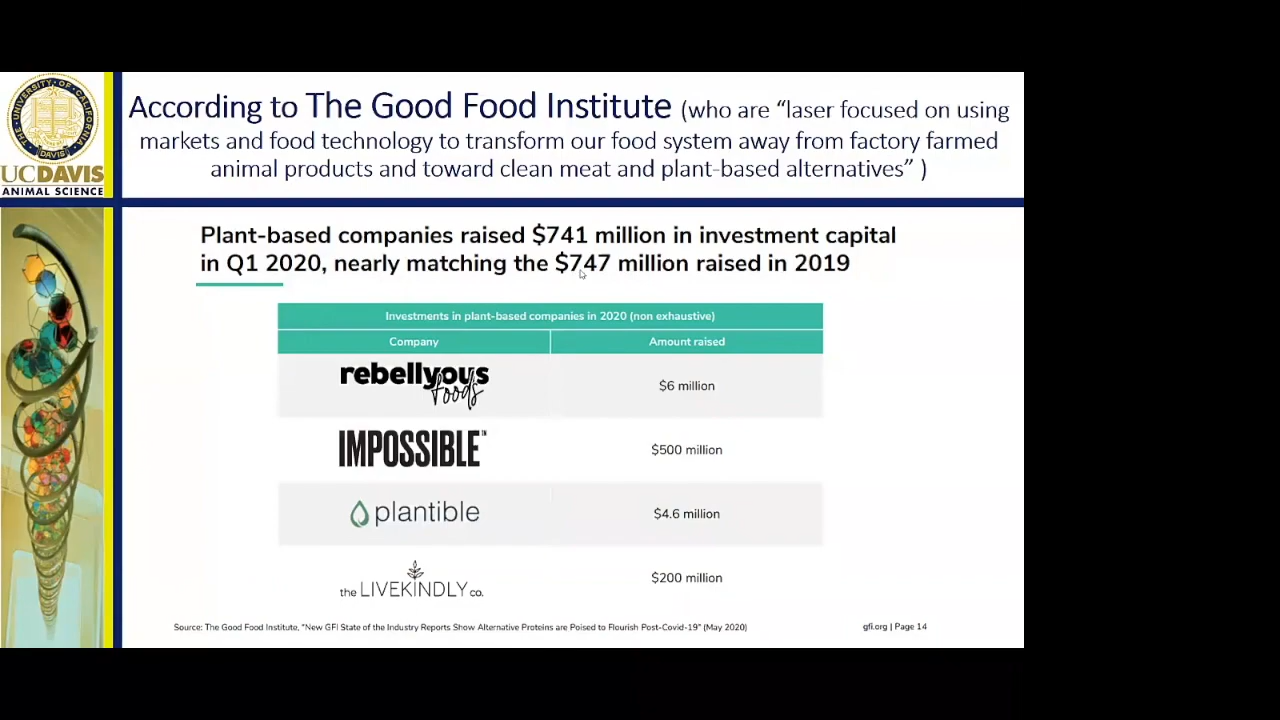 THE UNIVERSITY OF CALIFORNIA
DAVIS
UCDAVIS
ANIMAL SCIENCE
According to The Good Food Institute (who are “laser focused on using
markets and food technology to transform our food system away from factory farmed
animal products and toward clean meat and plant-based alternatives” )
Plant-based companies raised $741 million in investment capital
in Q1 2020, nearly matching the $747 million raised in 2019
Investments in plant-based companies in 2020 (non exhaustive)
Company Amount raised
rebellyous foods $6 million
IMPOSSIBLE™ $500 million
plantible $4.6 million
the LIVEKINDLY co. $200 million
Source: The Good Food Institute, "New GFI State of the Industry Reports Show Alternative Proteins are Poised to Flourish Post-Covid-19" (May 2020)
gfi.org | Page 14